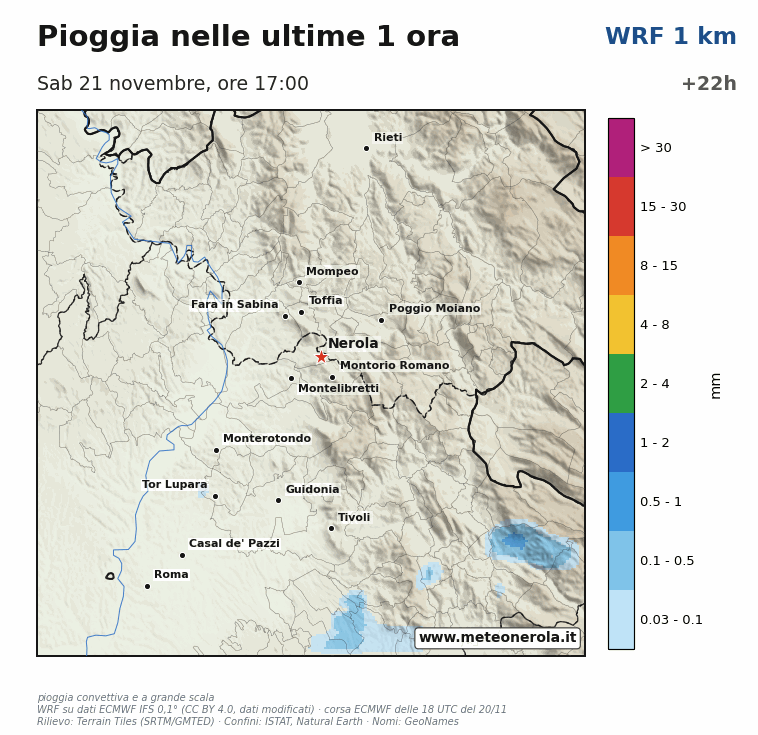 Pioggia nelle ultime 1 ora
WRF 1 km
Sab 21 novembre, ore 17:00
+22h
Rieti
Mompeo
Toffia
Fara in Sabina
Poggio Moiano
Nerola
Montorio Romano
Montelibretti
Monterotondo
Tor Lupara
Guidonia
Tivoli
Casal de' Pazzi
Roma
www.meteonerola.it
> 30
15 - 30
8 - 15
4 - 8
2 - 4
1 - 2
0.5 - 1
0.1 - 0.5
0.03 - 0.1
mm
pioggia convettiva e a grande scala
WRF su dati ECMWF IFS 0,1° (CC BY 4.0, dati modificati) · corsa ECMWF delle 18 UTC del 20/11
Rilievo: Terrain Tiles (SRTM/GMTED) · Confini: ISTAT, Natural Earth · Nomi: GeoNames